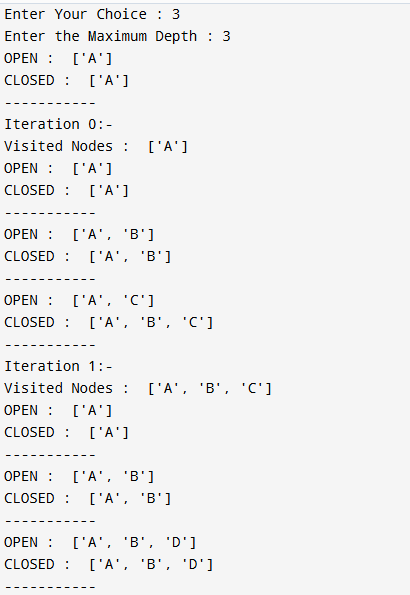 Enter Your Choice : 3
Enter the Maximum Depth : 3
OPEN :  ['A']
CLOSED :  ['A']
-----------
Iteration 0:-
Visited Nodes :  ['A']
OPEN :  ['A']
CLOSED :  ['A']
-----------
OPEN :  ['A', 'B']
CLOSED :  ['A', 'B']
-----------
OPEN :  ['A', 'C']
CLOSED :  ['A', 'B', 'C']
-----------
Iteration 1:-
Visited Nodes :  ['A', 'B', 'C']
OPEN :  ['A']
CLOSED :  ['A']
-----------
OPEN :  ['A', 'B']
CLOSED :  ['A', 'B']
-----------
OPEN :  ['A', 'B', 'D']
CLOSED :  ['A', 'B', 'D']
-----------